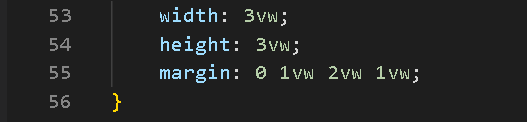 53 width: 3vw;
54 height: 3vw;
55 margin: 0 1vw 2vw 1vw;
56 }